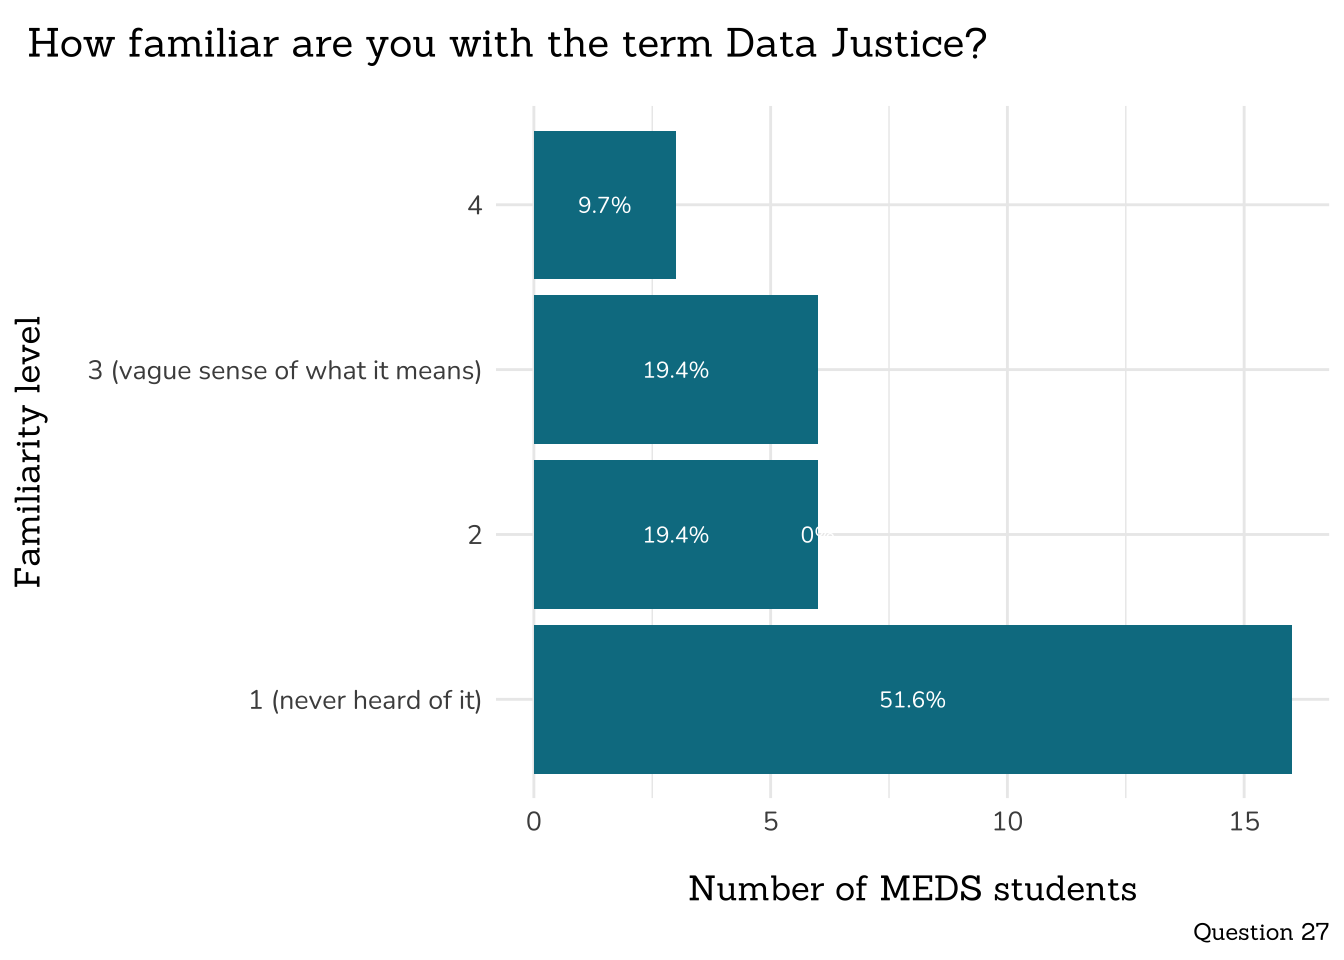 How familiar are you with the term Data Justice?
Familiarity level
4
9.7%
3 (vague sense of what it means)
19.4%
2
19.4%
0%
1 (never heard of it)
51.6%
0
5
10
15
Number of MEDS students
Question 27